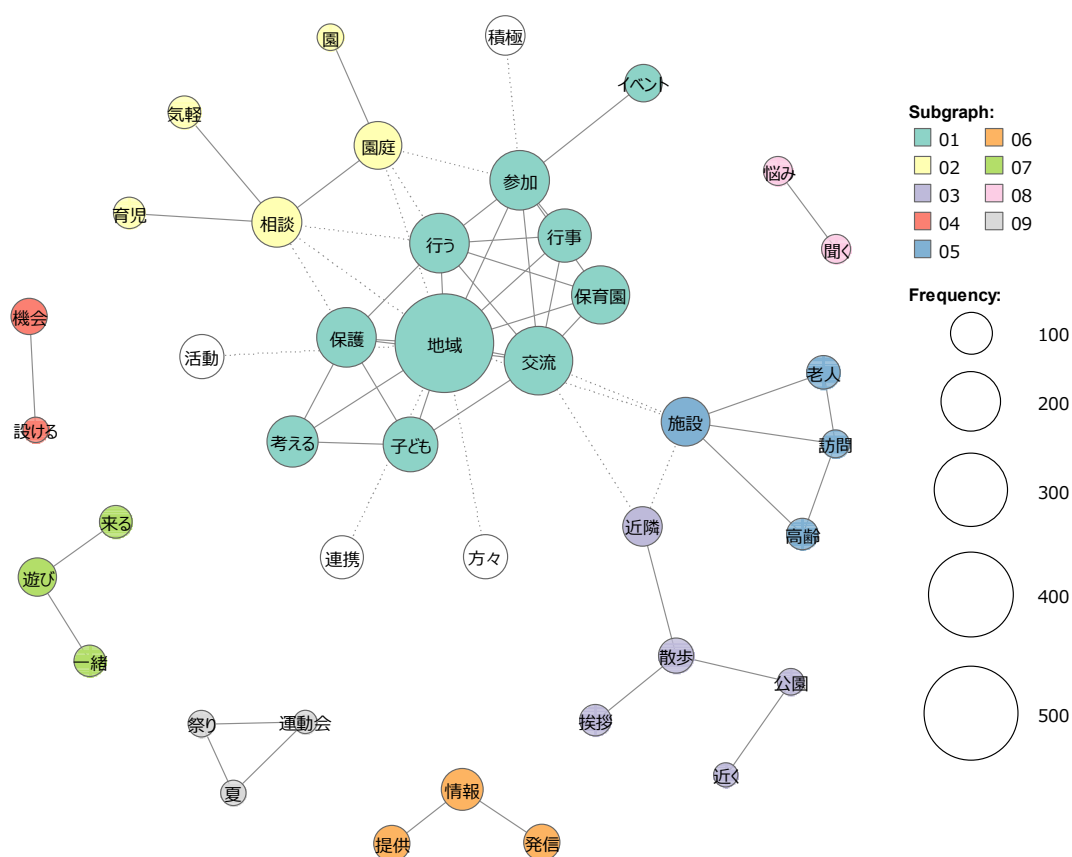 園
積極
イベント
気軽
園庭
参加
悩み
育児
相談
行う
行事
聞く
保育園
機会
保護
地域
交流
活動
老人
施設
設ける
考える
子ども
訪問
来る
近隣
高齢
遊び
連携
方々
一緒
散歩
公園
祭り
運動会
挨拶
夏
近く
情報
提供
発信
Subgraph:
01 06
02 07
03 08
04 09
05
Frequency:
100
200
300
400
500